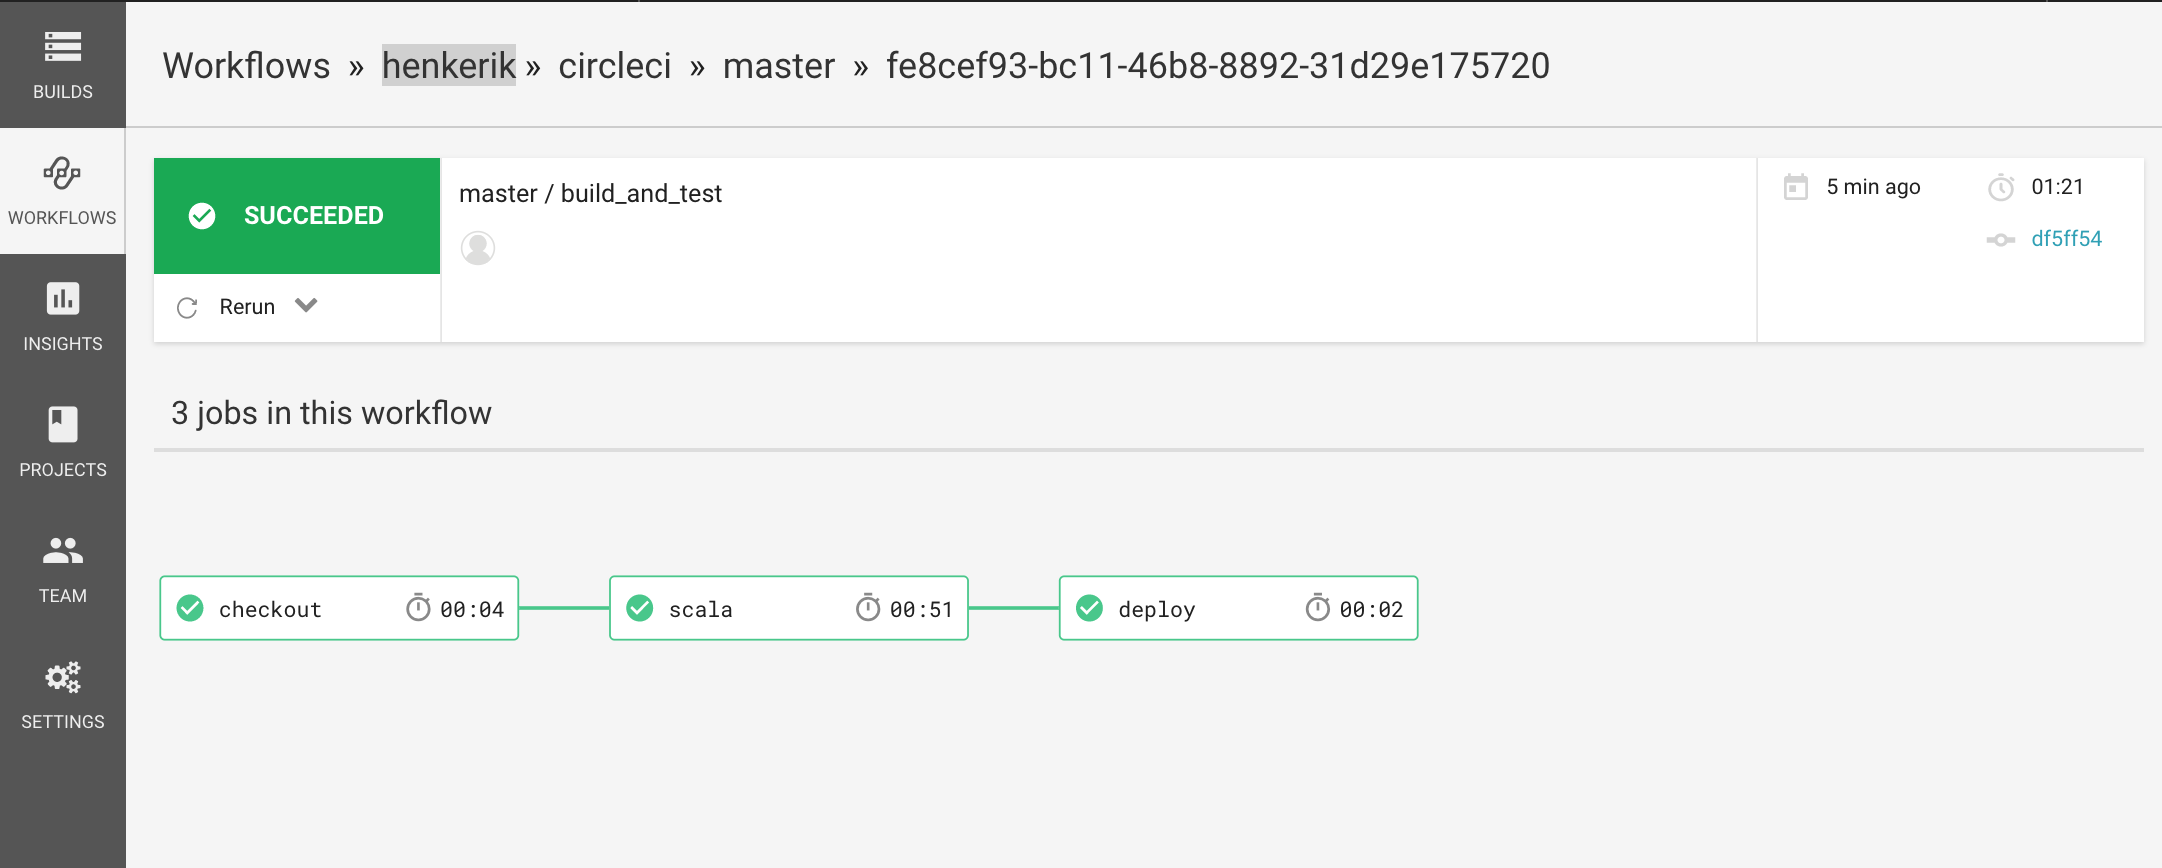 Workflows » henkerik » circleci » master » fe8cef93-bc11-46b8-8892-31d29e175720
BUILDS
WORKFLOWS
INSIGHTS
PROJECTS
TEAM
SETTINGS
SUCCEEDED
Rerun
master / build_and_test
5 min ago
01:21
df5ff54
3 jobs in this workflow
checkout 00:04
scala 00:51
deploy 00:02